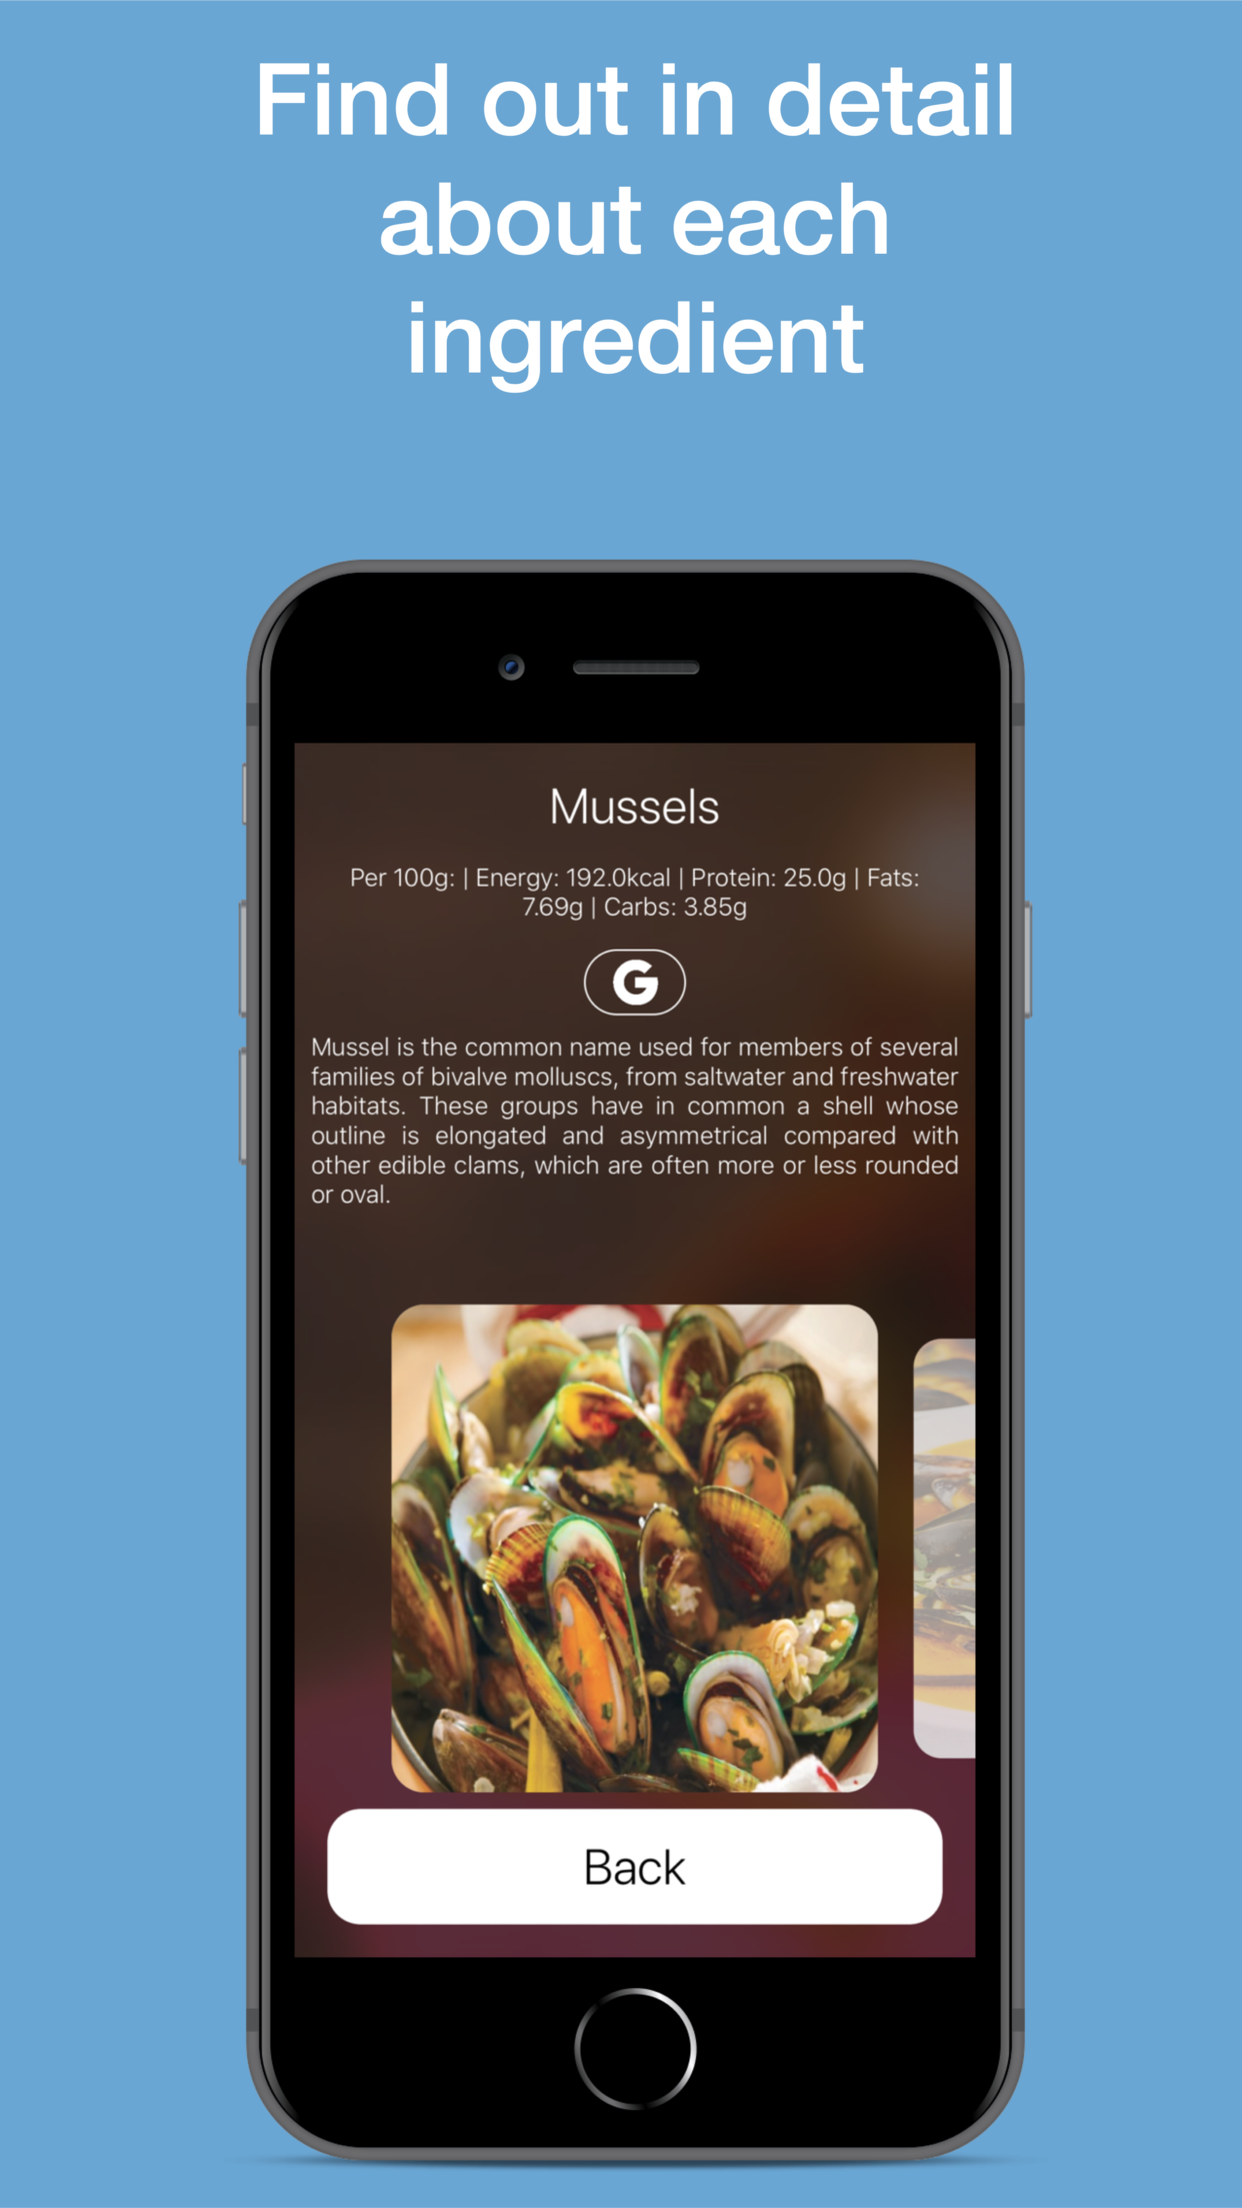 Find out in detail
about each
ingredient
Mussels
Per 100g: | Energy: 192.0kcal | Protein: 25.0g | Fats:
7.69g | Carbs: 3.85g
G
Mussel is the common name used for members of several
families of bivalve molluscs, from saltwater and freshwater
habitats. These groups have in common a shell whose
outline is elongated and asymmetrical compared with
other edible clams, which are often more or less rounded
or oval.
Back